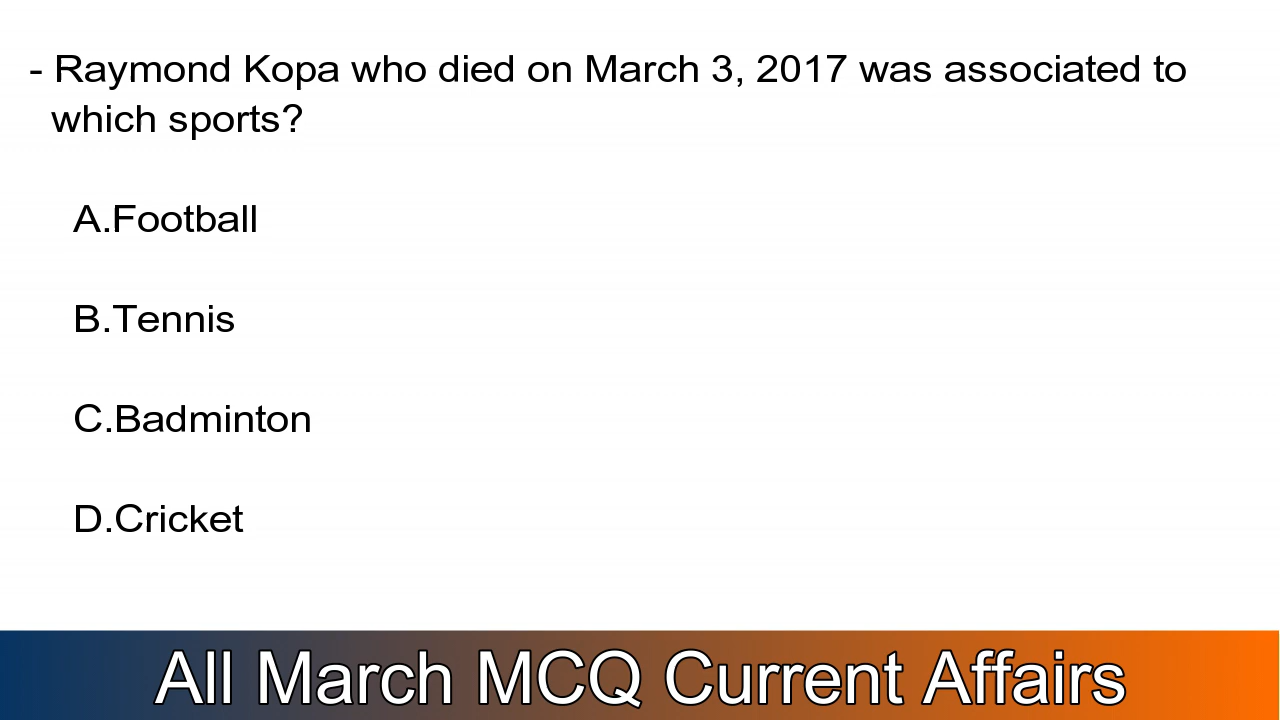 - Raymond Kopa who died on March 3, 2017 was associated to
which sports?
A.Football
B.Tennis
C.Badminton
D.Cricket
All March MCQ Current Affairs